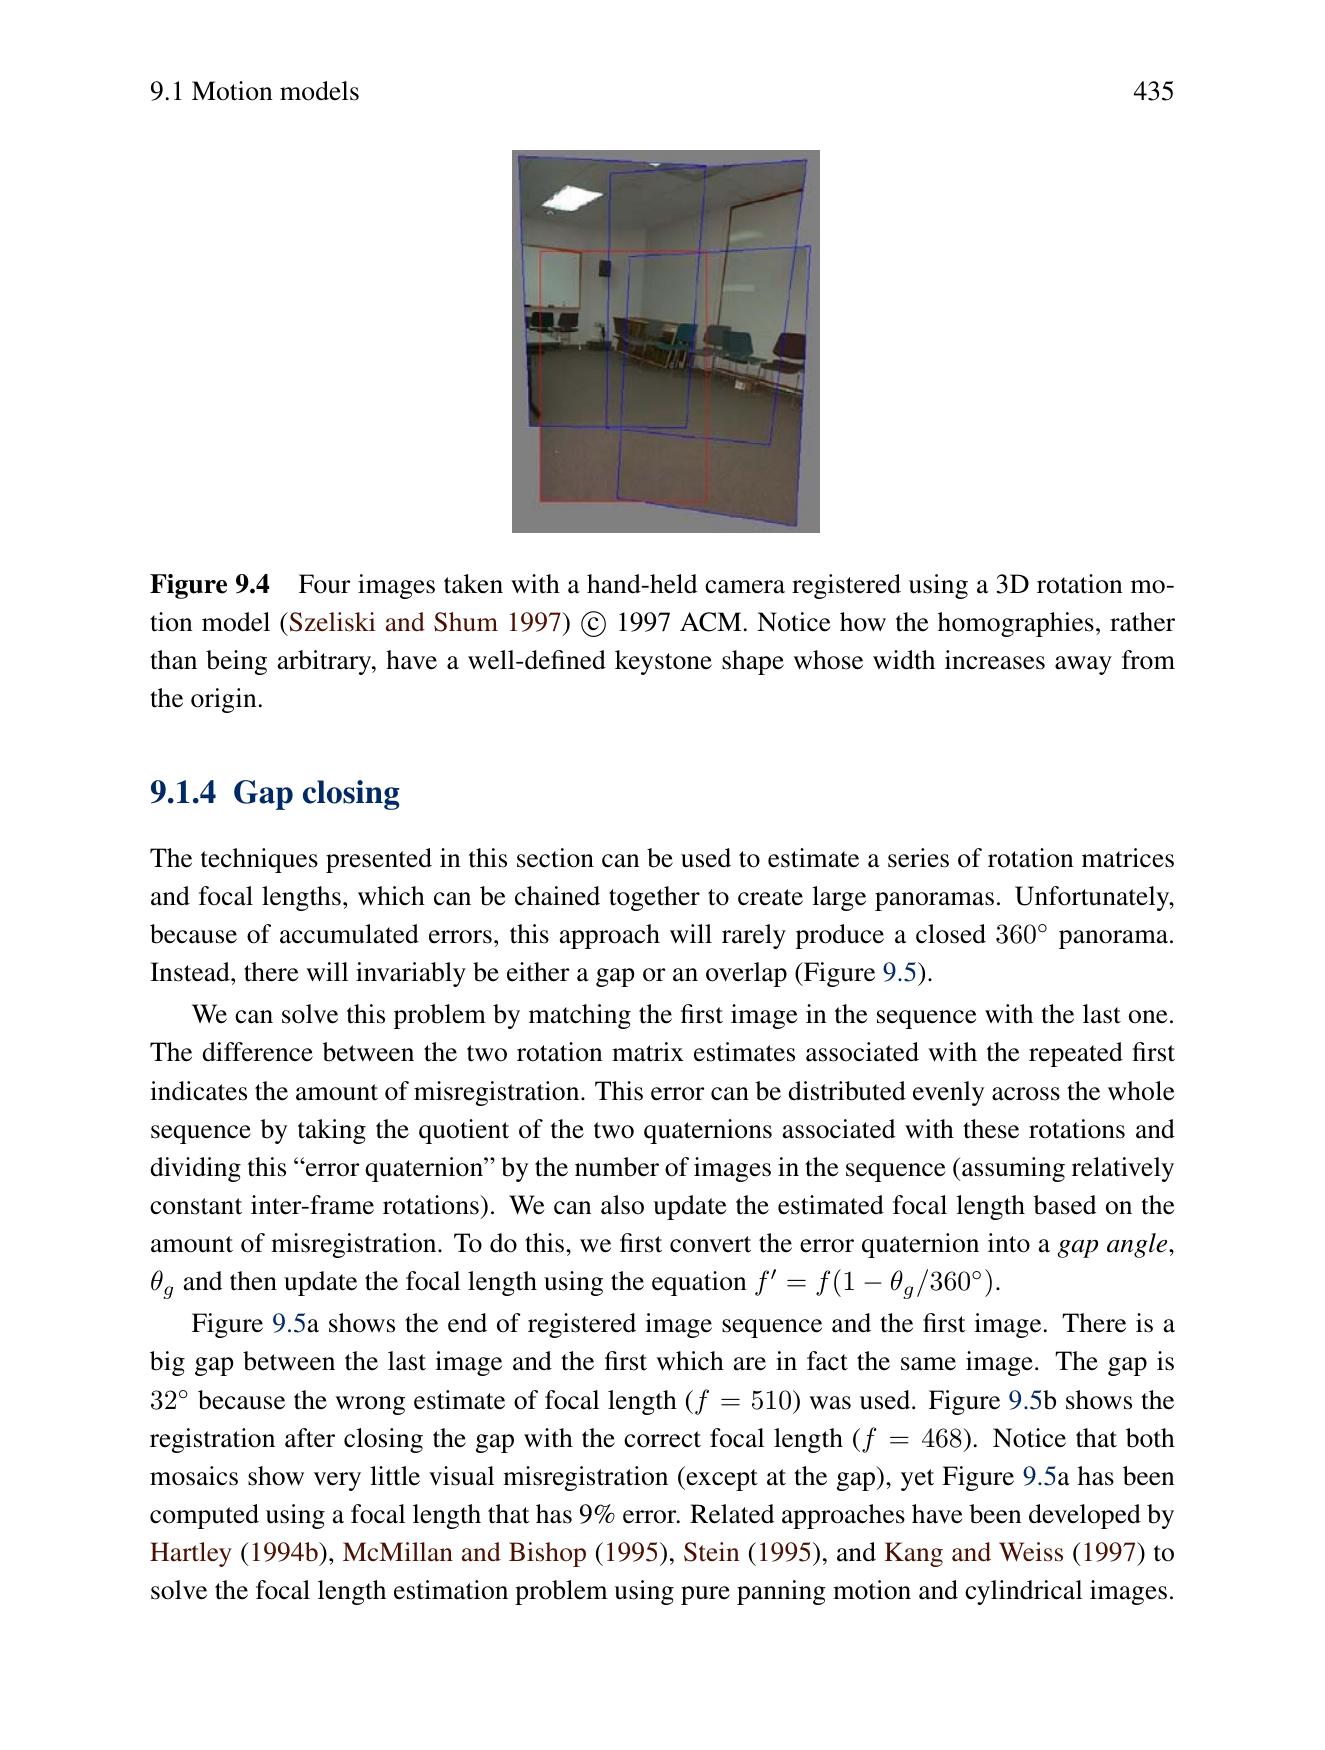 9.1 Motion models 435
Figure 9.4 Four images taken with a hand-held camera registered using a 3D rotation mo-
tion model (Szeliski and Shum 1997) © 1997 ACM. Notice how the homographies, rather
than being arbitrary, have a well-defined keystone shape whose width increases away from
the origin.
9.1.4 Gap closing
The techniques presented in this section can be used to estimate a series of rotation matrices
and focal lengths, which can be chained together to create large panoramas. Unfortunately,
because of accumulated errors, this approach will rarely produce a closed 360° panorama.
Instead, there will invariably be either a gap or an overlap (Figure 9.5).
We can solve this problem by matching the first image in the sequence with the last one.
The difference between the two rotation matrix estimates associated with the repeated first
indicates the amount of misregistration. This error can be distributed evenly across the whole
sequence by taking the quotient of the two quaternions associated with these rotations and
dividing this “error quaternion” by the number of images in the sequence (assuming relatively
constant inter-frame rotations). We can also update the estimated focal length based on the
amount of misregistration. To do this, we first convert the error quaternion into a gap angle,
θg and then update the focal length using the equation f′ = f(1 − θg/360°).
Figure 9.5a shows the end of registered image sequence and the first image. There is a
big gap between the last image and the first which are in fact the same image. The gap is
32° because the wrong estimate of focal length (f = 510) was used. Figure 9.5b shows the
registration after closing the gap with the correct focal length (f = 468). Notice that both
mosaics show very little visual misregistration (except at the gap), yet Figure 9.5a has been
computed using a focal length that has 9% error. Related approaches have been developed by
Hartley (1994b), McMillan and Bishop (1995), Stein (1995), and Kang and Weiss (1997) to
solve the focal length estimation problem using pure panning motion and cylindrical images.